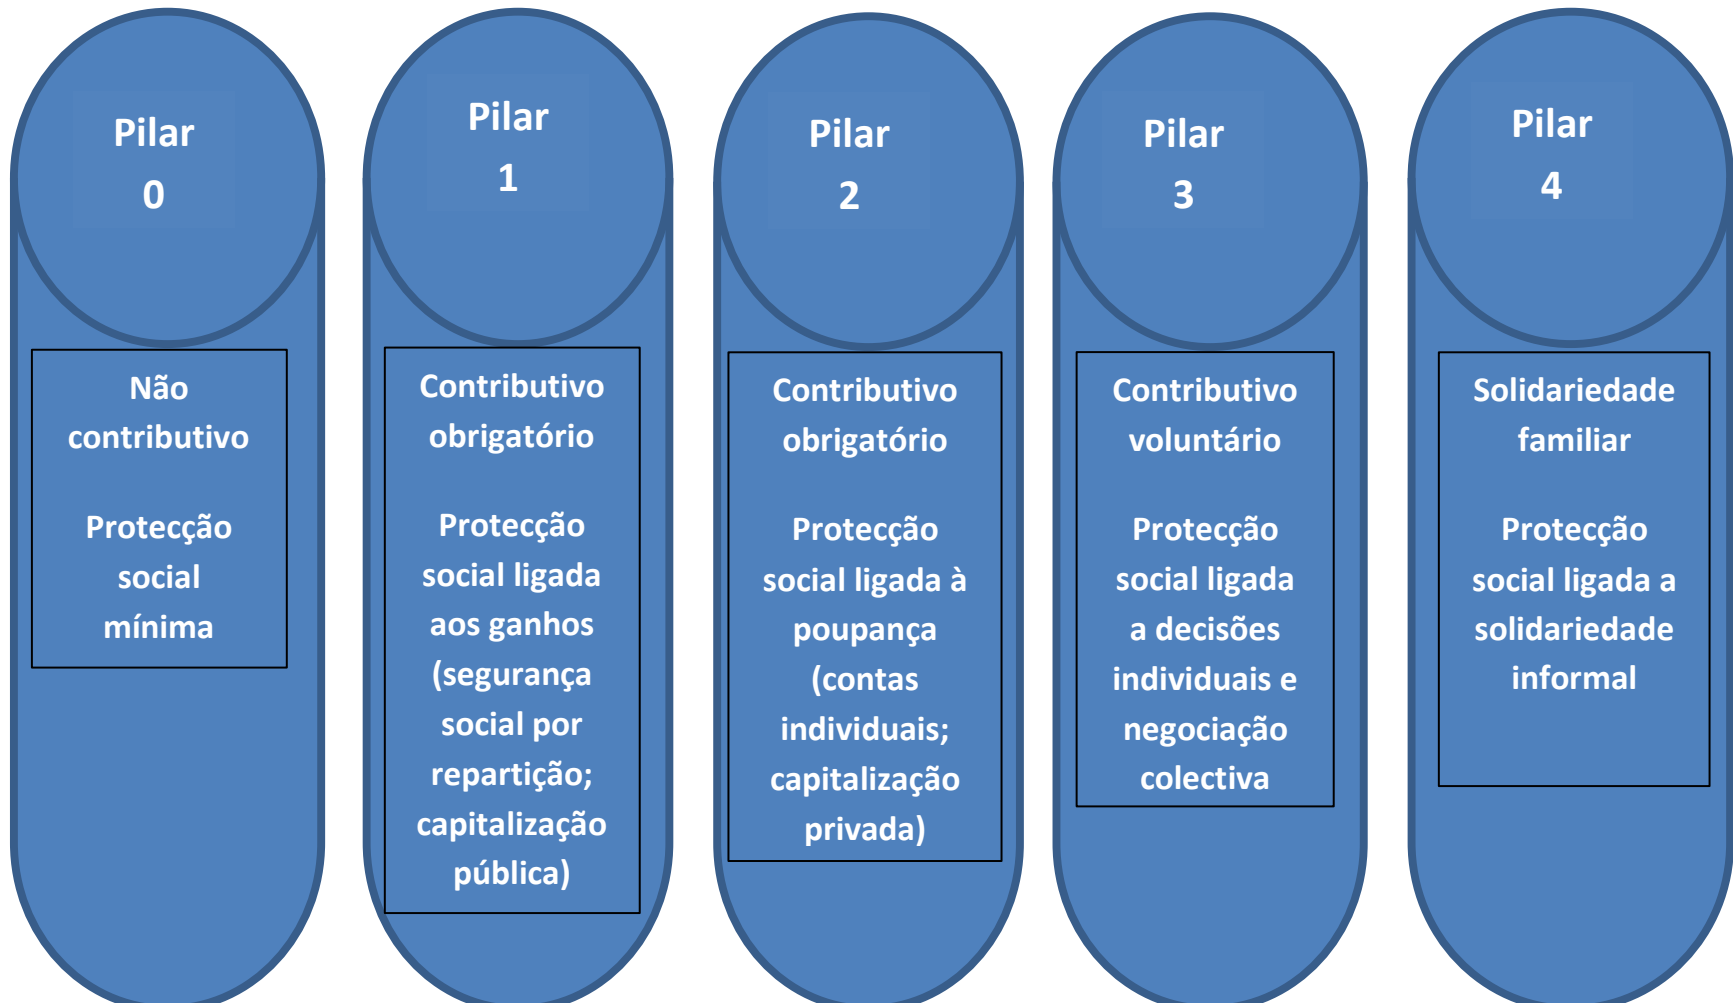 Pilar
0
Não
contributivo
Protecção
social
mínima
Pilar
1
Contributivo
obrigatório
Protecção
social ligada
aos ganhos
(segurança
social por
repartição;
capitalização
pública)
Pilar
2
Contributivo
obrigatório
Protecção
social ligada à
poupança
(contas
individuais;
capitalização
privada)
Pilar
3
Contributivo
voluntário
Protecção
social ligada
a decisões
individuais e
negociação
colectiva
Pilar
4
Solidariedade
familiar
Protecção
social ligada a
solidariedade
informal